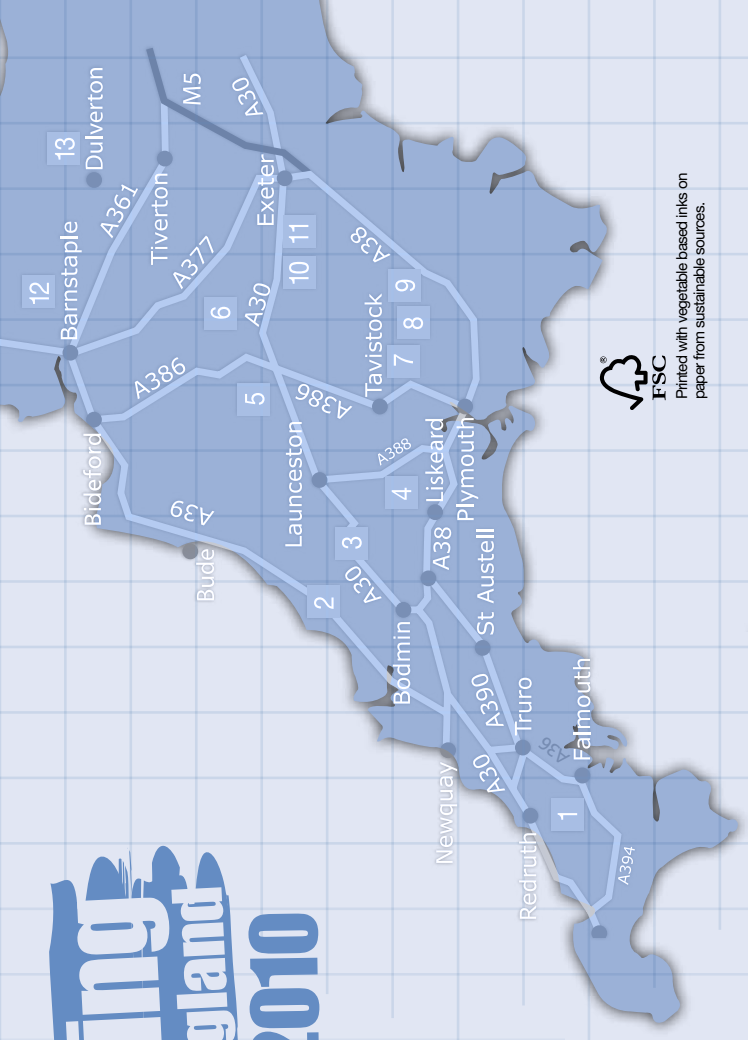 ing
gland
2010
12
Barnstaple
13
Dulverton
A361
Tiverton
M5
A30
A377
Exeter
6
A30
10
11
A38
A386
Bideford
5
A386
Tavistock
7
8
9
Launceston
A388
4
Liskeard
Plymouth
A39
Bude
3
A30
2
A38
St Austell
Bodmin
A390
Truro
Newquay
A30
A36
Falmouth
Redruth
1
A394
®
FSC
Printed with vegetable based inks on
paper from sustainable sources.